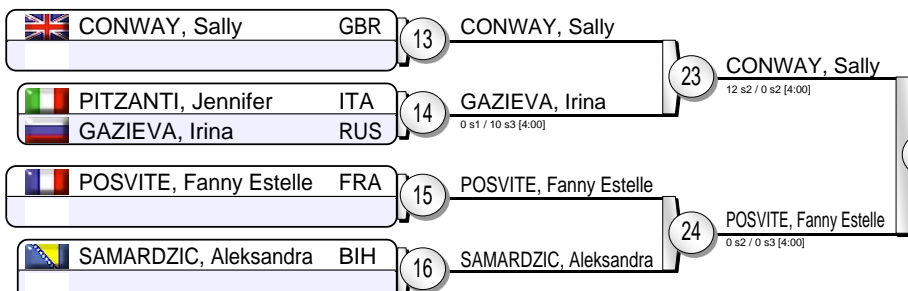 CONWAY, Sally GBR
13
CONWAY, Sally
23
CONWAY, Sally
12 s2 / 0 s2 [4:00]
PITZANTI, Jennifer ITA
GAZIEVA, Irina RUS
14
GAZIEVA, Irina
0 s1 / 10 s3 [4:00]
POSVITE, Fanny Estelle FRA
15
POSVITE, Fanny Estelle
24
POSVITE, Fanny Estelle
0 s2 / 0 s3 [4:00]
SAMARDZIC, Aleksandra BIH
16
SAMARDZIC, Aleksandra